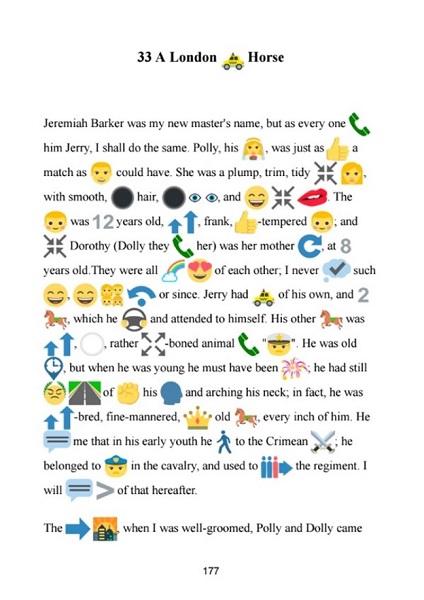 33 A London 🚕 Horse
Jeremiah Barker was my new master's name, but as every one 📞
him Jerry, I shall do the same. Polly, his 👰, was just as 👍 a
match as 👨 could have. She was a plump, trim, tidy 👩,
with smooth, ⚫ hair, ⚫ 👀, and 😄 👄. The
👨 was 12 years old, ⬆⬆, frank, 👍-tempered 👨; and
Dorothy (Dolly they 📞 her) was her mother 🔃, at 8
years old.They were all 🌈😍 of each other; I never 💭 such
😄, 😄 👪 ↩ or since. Jerry had 🚕 of his own, and 2
🐎, which he and attended to himself. His other 🐎 was
⬆⬆, ⚪, rather -boned animal 📞 "👮". He was old
, but when he was young he must have been 🎆; he had still
🛣 of ✊ his 🗣 and arching his neck; in fact, he was
⬆⬆-bred, fine-mannered, 👑 old 🐎, every inch of him. He
💬 me that in his early youth he 🚶 to the Crimean ⚔; he
belonged to 👮 in the cavalry, and used to the regiment. I
will 💬 > of that hereafter.
The ➡ 🌆, when I was well-groomed, Polly and Dolly came
177